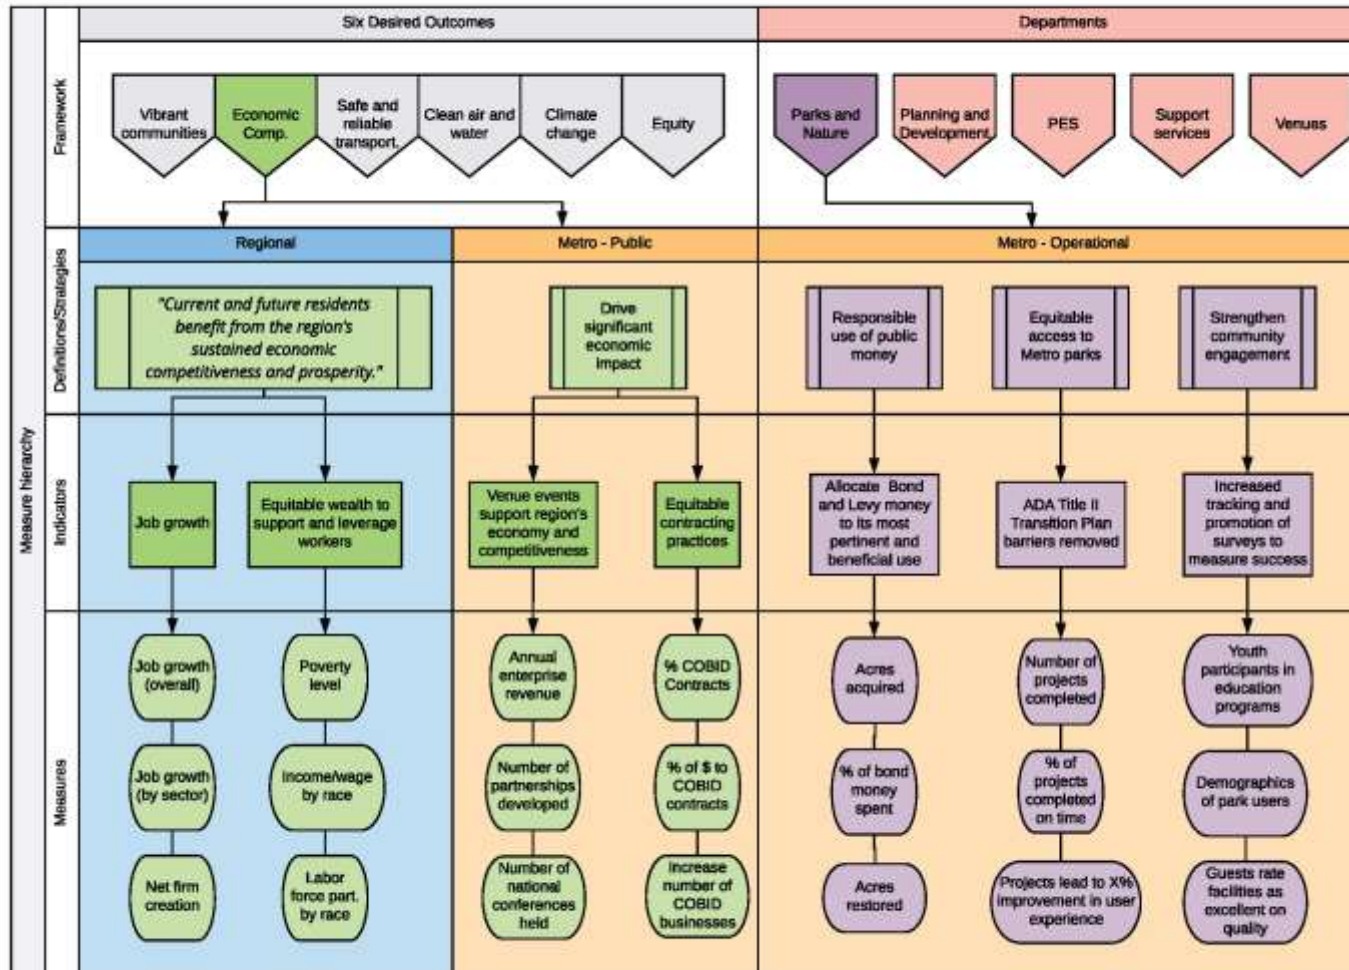 Six Desired Outcomes
Departments
Measure hierarchy
Framework
Vibrant
communities
Economic
Comp.
Safe and
reliable
transport.
Clean air and
water
Climate
change
Equity
Parks and
Nature
Planning and
Development
PES
Support
services
Venues
Regional
Metro - Public
Metro - Operational
Definitions/Strategies
"Current and future residents
benefit from the region's
sustained economic
competitiveness and prosperity."
Drive
significant
economic
impact
Responsible
use of public
money
Equitable
access to
Metro parks
Strengthen
community
engagement
Indicators
Job growth
Equitable wealth to
support and leverage
workers
Venue events
support region's
economy and
competitiveness
Equitable
contracting
practices
Allocate Bond
and Levy money
to its most
pertinent and
beneficial use
ADA Title II
Transition Plan
barriers removed
Increased
tracking and
promotion of
surveys to
measure success
Measures
Job growth
(overall)
Poverty
level
Annual
enterprise
revenue
% COBID
Contracts
Acres
acquired
Number of
projects
completed
Youth
participants in
education
programs
Job growth
(by sector)
Income/wage
by race
Number of
partnerships
developed
% of $ to
COBID
contracts
% of bond
money
spent
% of
projects
completed
on time
Demographics
of park users
Net firm
creation
Labor
force part.
by race
Number of
national
conferences
held
Increase
number of
COBID
businesses
Acres
restored
Projects lead to X%
improvement in user
experience
Guests rate
facilities as
excellent on
quality